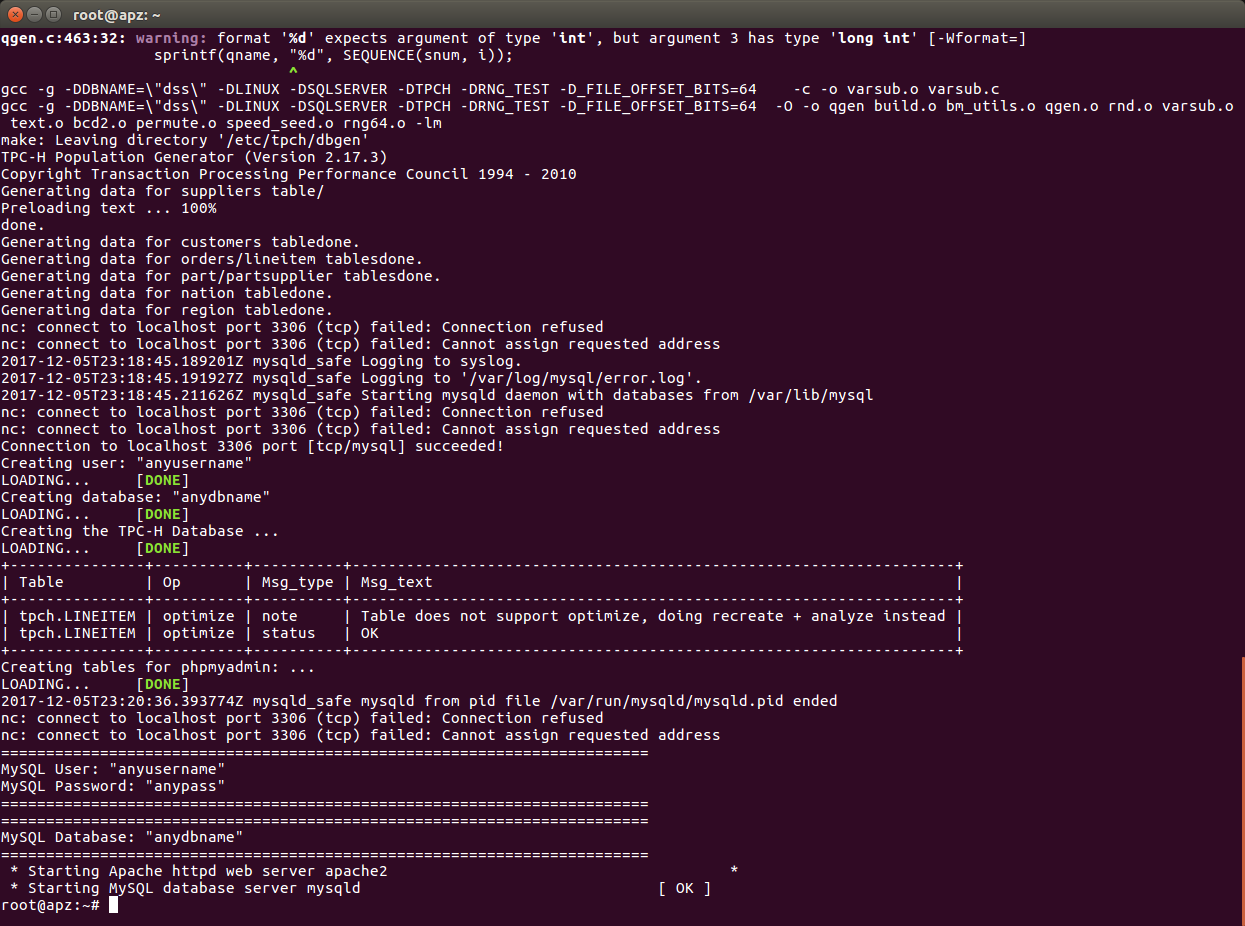 root@apz: ~
qgen.c:463:32: warning: format '%d' expects argument of type 'int', but argument 3 has type 'long int' [-Wformat=]
                 sprintf(qname, "%d", SEQUENCE(snum, i));
                                ^
gcc -g -DDBNAME=\"dss\" -DLINUX -DSQLSERVER -DTPCH -DRNG_TEST -D_FILE_OFFSET_BITS=64    -c -o varsub.o varsub.c
gcc -g -DDBNAME=\"dss\" -DLINUX -DSQLSERVER -DTPCH -DRNG_TEST -D_FILE_OFFSET_BITS=64  -O -o qgen build.o bm_utils.o qgen.o rnd.o varsub.o
 text.o bcd2.o permute.o speed_seed.o rng64.o -lm
make: Leaving directory '/etc/tpch/dbgen'
TPC-H Population Generator (Version 2.17.3)
Copyright Transaction Processing Performance Council 1994 - 2010
Generating data for suppliers table/
Preloading text ... 100%
done.
Generating data for customers tabledone.
Generating data for orders/lineitem tablesdone.
Generating data for part/partsupplier tablesdone.
Generating data for nation tabledone.
Generating data for region tabledone.
nc: connect to localhost port 3306 (tcp) failed: Connection refused
nc: connect to localhost port 3306 (tcp) failed: Cannot assign requested address
2017-12-05T23:18:45.189201Z mysqld_safe Logging to syslog.
2017-12-05T23:18:45.191927Z mysqld_safe Logging to '/var/log/mysql/error.log'.
2017-12-05T23:18:45.211626Z mysqld_safe Starting mysqld daemon with databases from /var/lib/mysql
nc: connect to localhost port 3306 (tcp) failed: Connection refused
nc: connect to localhost port 3306 (tcp) failed: Cannot assign requested address
Connection to localhost 3306 port [tcp/mysql] succeeded!
Creating user: "anyusername"
LOADING...     [DONE]
Creating database: "anydbname"
LOADING...     [DONE]
Creating the TPC-H Database ...
LOADING...     [DONE]
+---------------+----------+----------+-------------------------------------------------------------------+
| Table         | Op       | Msg_type | Msg_text                                                          |
+---------------+----------+----------+-------------------------------------------------------------------+
| tpch.LINEITEM | optimize | note     | Table does not support optimize, doing recreate + analyze instead |
| tpch.LINEITEM | optimize | status   | OK                                                                |
+---------------+----------+----------+-------------------------------------------------------------------+
Creating tables for phpmyadmin: ...
LOADING...     [DONE]
2017-12-05T23:20:36.393774Z mysqld_safe mysqld from pid file /var/run/mysqld/mysqld.pid ended
nc: connect to localhost port 3306 (tcp) failed: Connection refused
nc: connect to localhost port 3306 (tcp) failed: Cannot assign requested address
========================================================================
MySQL User: "anyusername"
MySQL Password: "anypass"
========================================================================
========================================================================
MySQL Database: "anydbname"
========================================================================
 * Starting Apache httpd web server apache2                                      *
 * Starting MySQL database server mysqld                                 [ OK ]
root@apz:~#